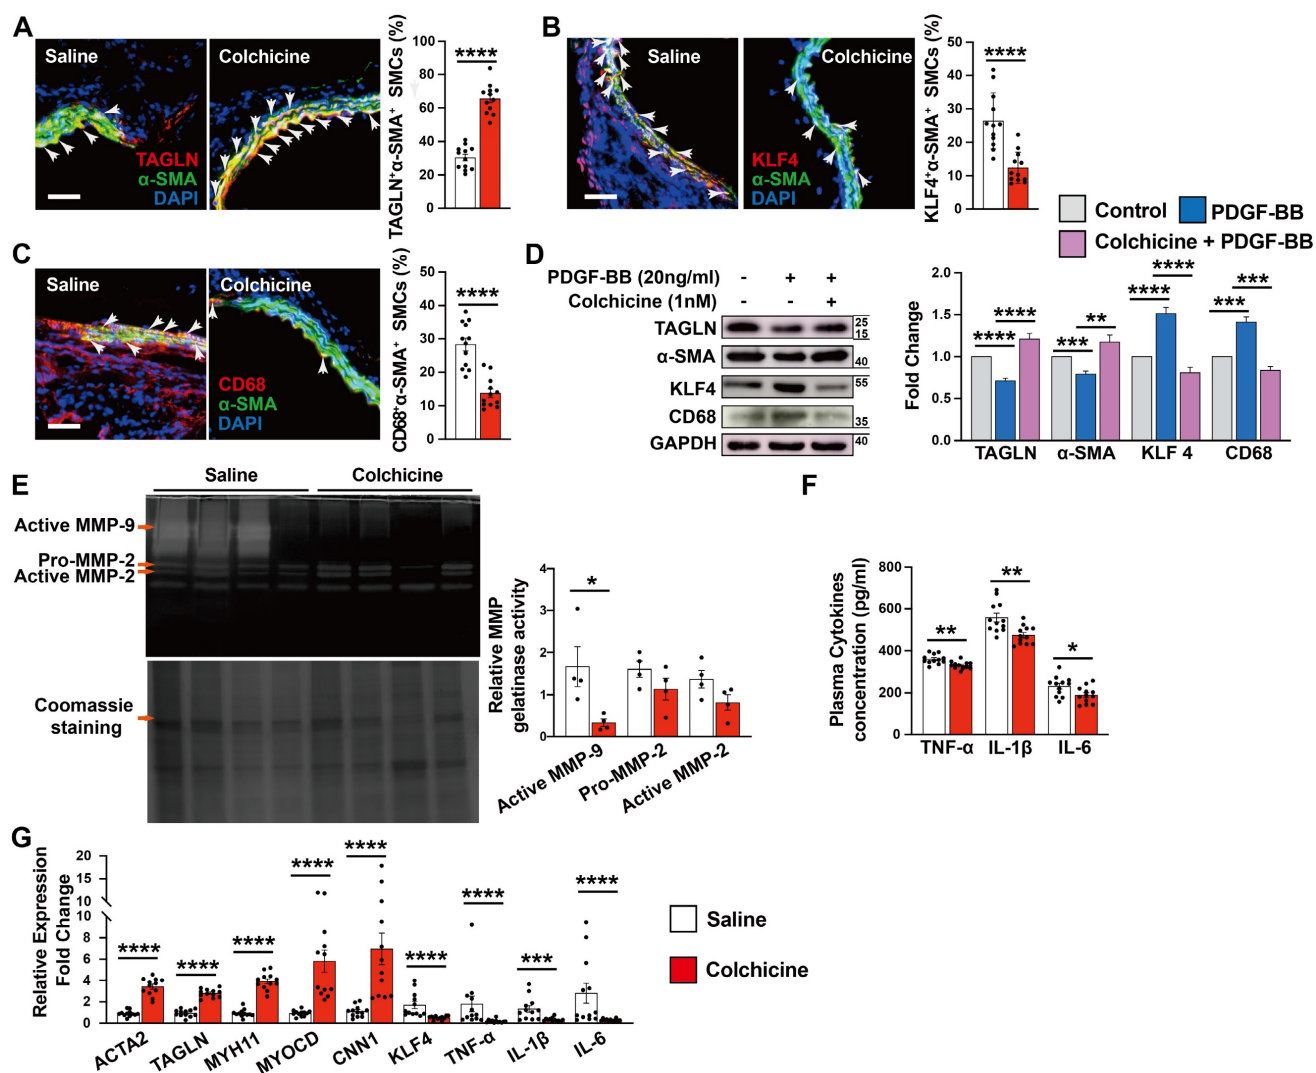 A
Saline
Colchicine
TAGLN
α-SMA
DAPI
TAGLN⁺α-SMA⁺ SMCs (%)
100
80
60
40
20
0
****
B
Saline
Colchicine
KLF4
α-SMA
DAPI
KLF4⁺α-SMA⁺ SMCs (%)
50
40
30
20
10
0
****
C
Saline
Colchicine
CD68
α-SMA
DAPI
CD68⁺α-SMA⁺ SMCs (%)
50
40
30
20
10
0
****
D
PDGF-BB (20ng/ml) - + +
Colchicine (1nM) - - +
TAGLN 25 15
α-SMA 40
KLF4 55
CD68 35
GAPDH 40
Control PDGF-BB
Colchicine + PDGF-BB
Fold Change
2.0
1.5
1.0
0.5
0.0
**** **** *** ** **** **** *** ***
TAGLN α-SMA KLF 4 CD68
E
Saline Colchicine
Active MMP-9
Pro-MMP-2
Active MMP-2
Coomassie
staining
Relative MMP
gelatinase activity
4
3
2
1
0
*
Active MMP-9 Pro-MMP-2 Active MMP-2
F
Plasma Cytokines
concentration (pg/ml)
800
600
400
200
0
** ** *
TNF-α IL-1β IL-6
G
Relative Expression
Fold Change
20
15
10
10
8
6
4
2
0
**** **** **** **** **** **** **** *** ****
ACTA2 TAGLN MYH11 MYOCD CNN1 KLF4 TNF-α IL-1β IL-6
Saline
Colchicine